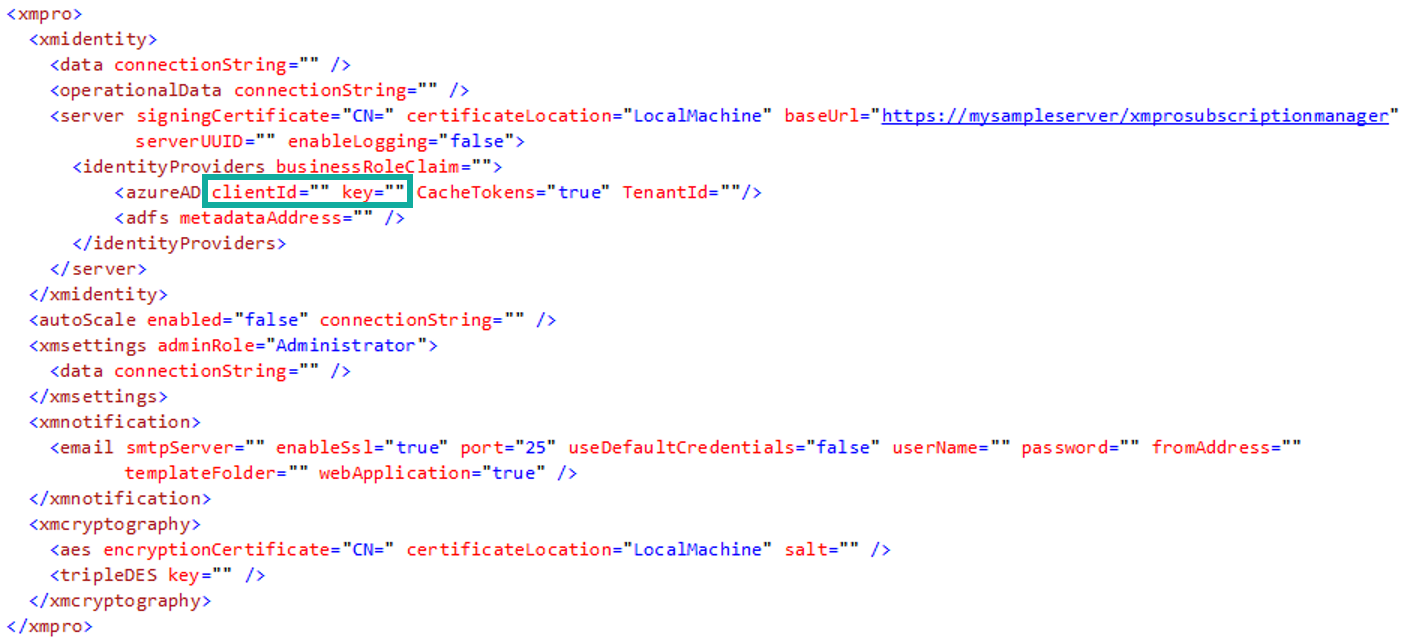 <xmpro>
<xmidentity>
<data connectionString="" />
<operationalData connectionString="" />
<server signingCertificate="CN=" certificateLocation="LocalMachine" baseUrl="https://mysampleserver/xmprosubscriptionmanager"
serverUUID="" enableLogging="false">
<identityProviders businessRoleClaim="">
<azureAD clientId="" key="" CacheTokens="true" TenantId=""/>
<adfs metadataAddress="" />
</identityProviders>
</server>
</xmidentity>
<autoScale enabled="false" connectionString="" />
<xmsettings adminRole="Administrator">
<data connectionString="" />
</xmsettings>
<xmnotification>
<email smtpServer="" enableSsl="true" port="25" useDefaultCredentials="false" userName="" password="" fromAddress=""
templateFolder="" webApplication="true" />
</xmnotification>
<xmcryptography>
<aes encryptionCertificate="CN=" certificateLocation="LocalMachine" salt="" />
<tripleDES key="" />
</xmcryptography>
</xmpro>